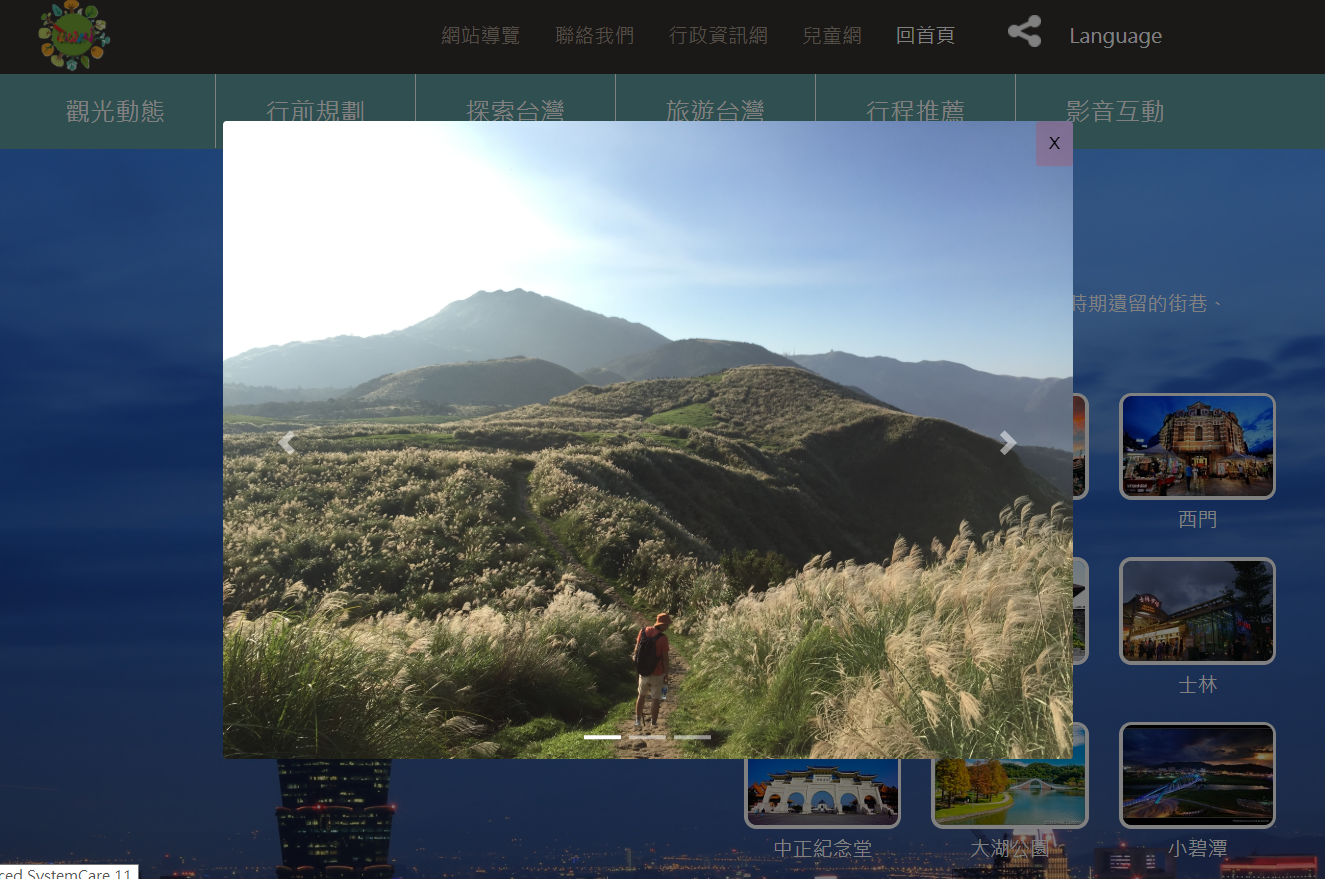 網站導覽 聯絡我們 行政資訊網 兒童網 回首頁 Language
觀光動態 行前規劃 探索台灣 旅遊台灣 行程推薦 影音互動
X
時期遺留的街巷、
西門
士林
中正紀念堂 大湖公園 小碧潭
ced SystemCare 11